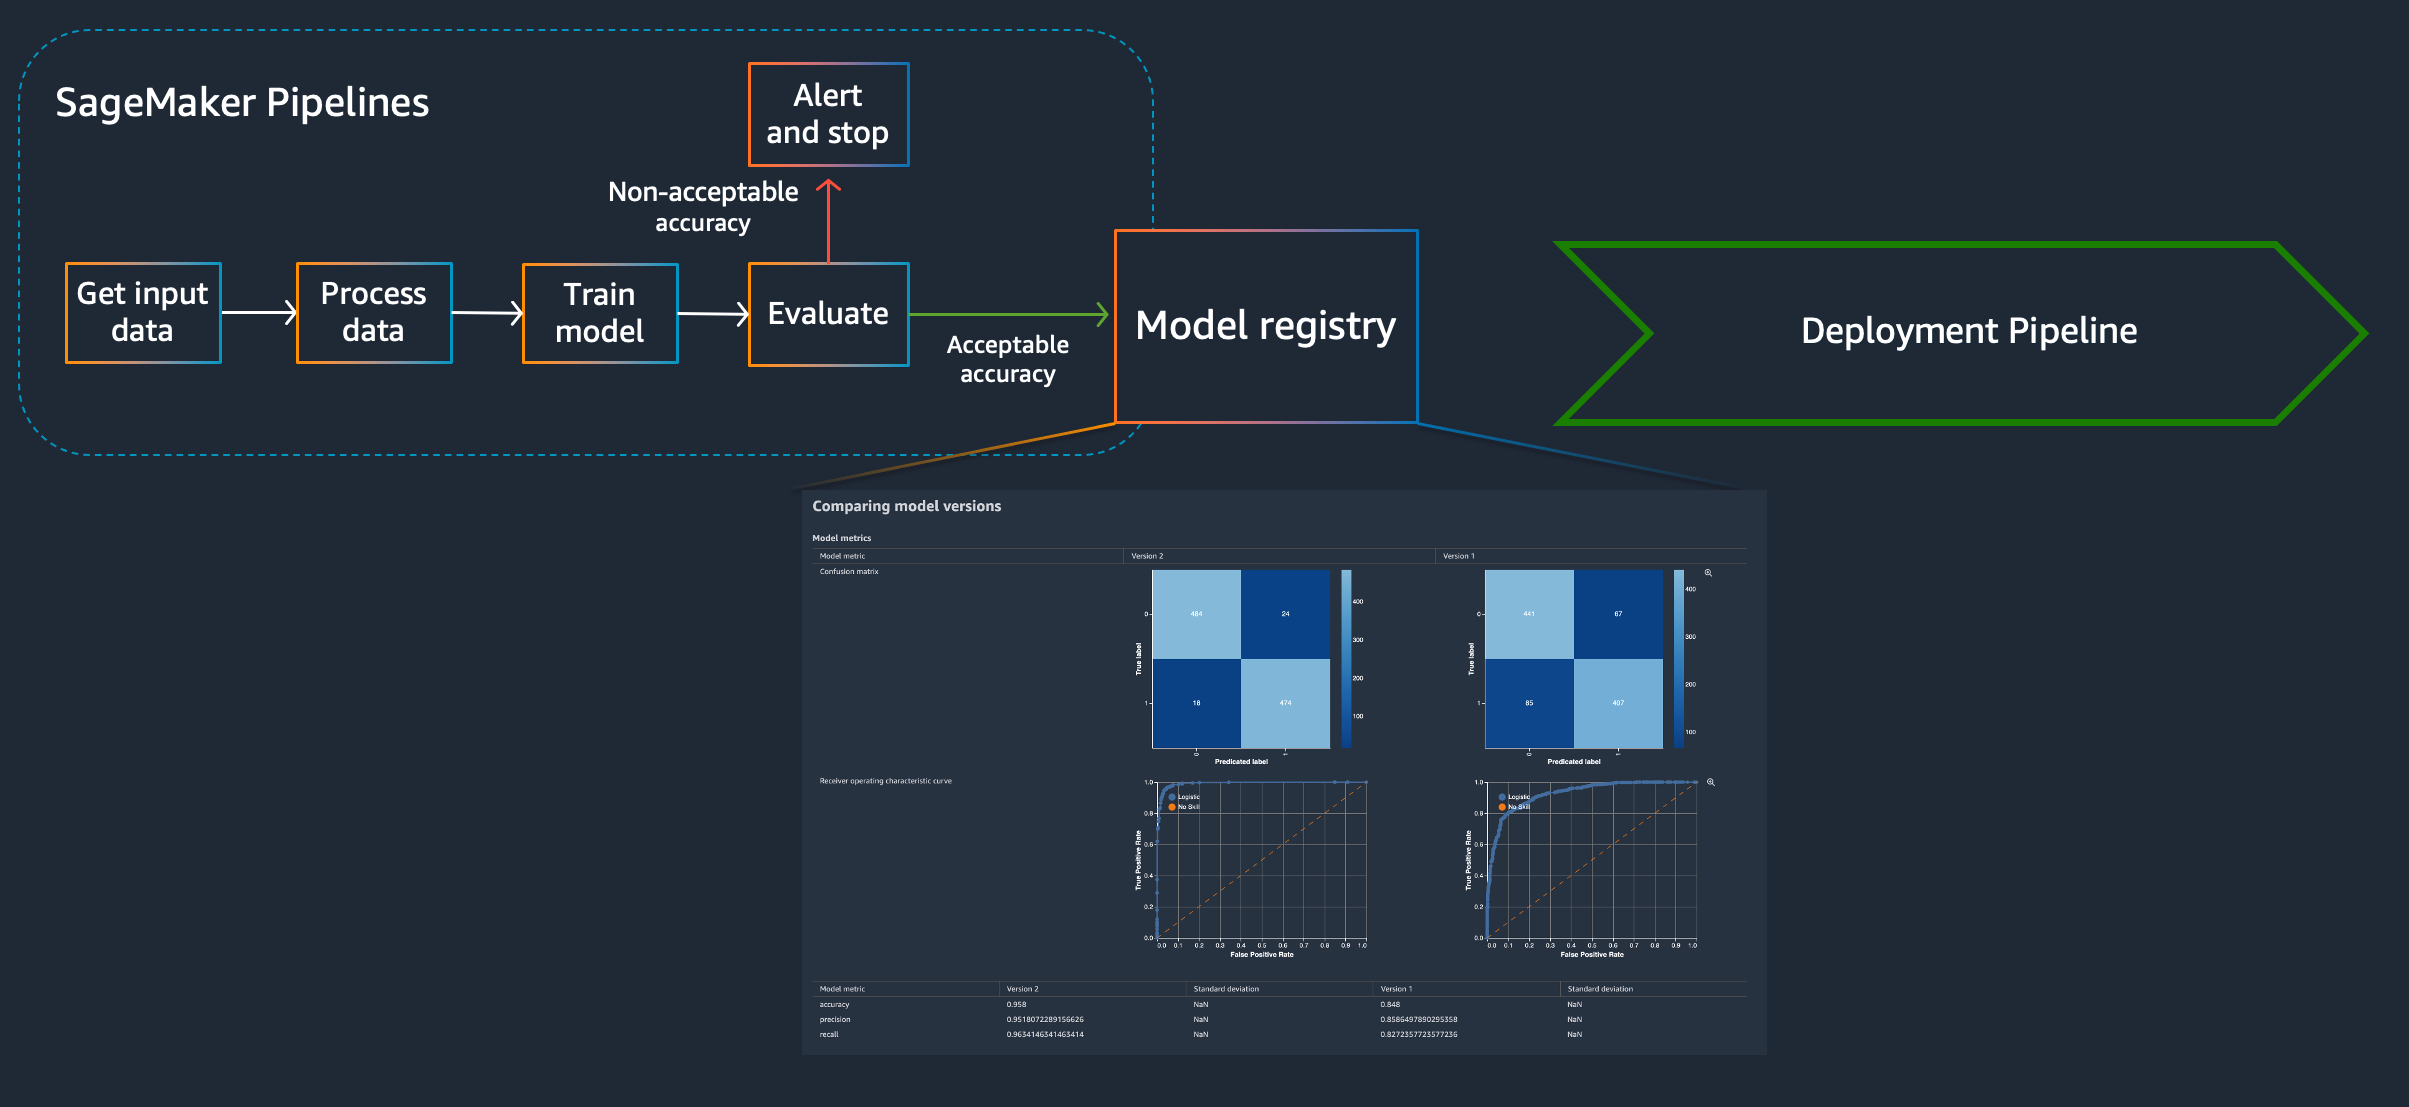 SageMaker Pipelines
Alert
and stop
Non-acceptable
accuracy
Get input
data
Process
data
Train
model
Evaluate
Acceptable
accuracy
Model registry
Deployment Pipeline
Comparing model versions
Model metrics
Model metric Version 2 Version 1
Confusion matrix
True label
0
1
484 24
18 474
0 1
Predicated label
400
300
200
100
True label
0
1
441 67
85 407
0 1
Predicated label
400
300
200
100
Receiver operating characteristic curve
True Positive Rate
1.0
0.8
0.6
0.4
0.2
0.0
Logistic
No Skill
0.0 0.1 0.2 0.3 0.4 0.5 0.6 0.7 0.8 0.9 1.0
False Positive Rate
True Positive Rate
1.0
0.8
0.6
0.4
0.2
0.0
Logistic
No Skill
0.0 0.1 0.2 0.3 0.4 0.5 0.6 0.7 0.8 0.9 1.0
False Positive Rate
Model metric Version 2 Standard deviation Version 1 Standard deviation
accuracy 0.958 NaN 0.848 NaN
precision 0.9518072289156626 NaN 0.8586497890295358 NaN
recall 0.9634146341463414 NaN 0.8272357723577236 NaN